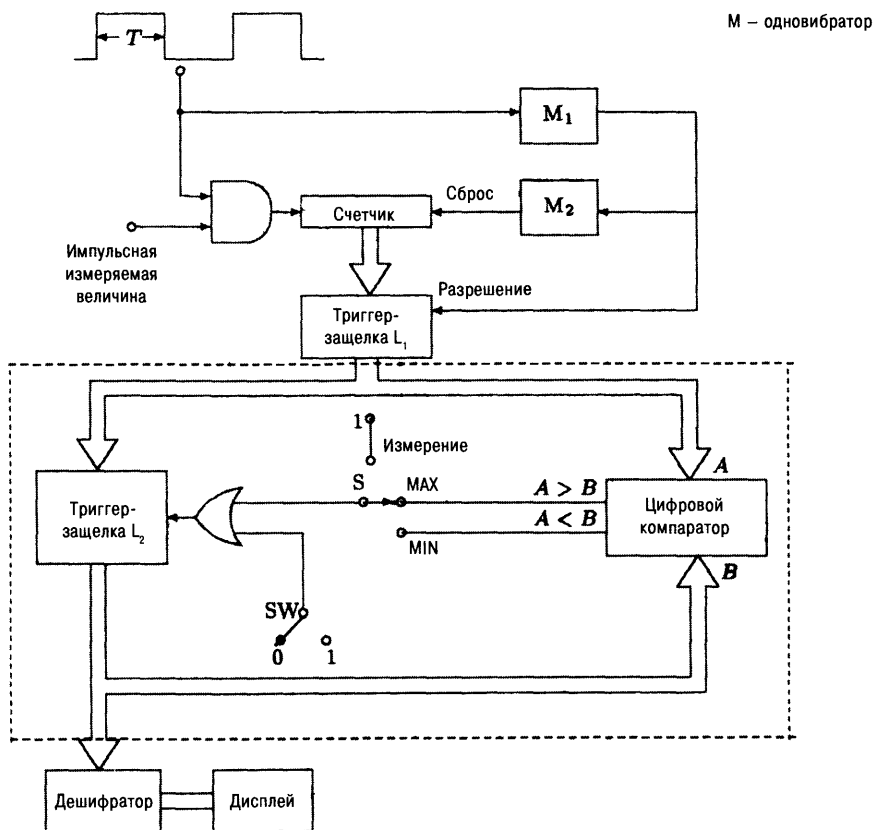 M – одновибратор
T
M₁
Сброс
M₂
Счетчик
Импульсная
измеряемая
величина
Разрешение
Триггер-
защелка L₁
1
Измерение
A
S
MAX
A > B
Триггер-
защелка L₂
A < B
Цифровой
компаратор
MIN
B
SW
0
1
Дешифратор
Дисплей